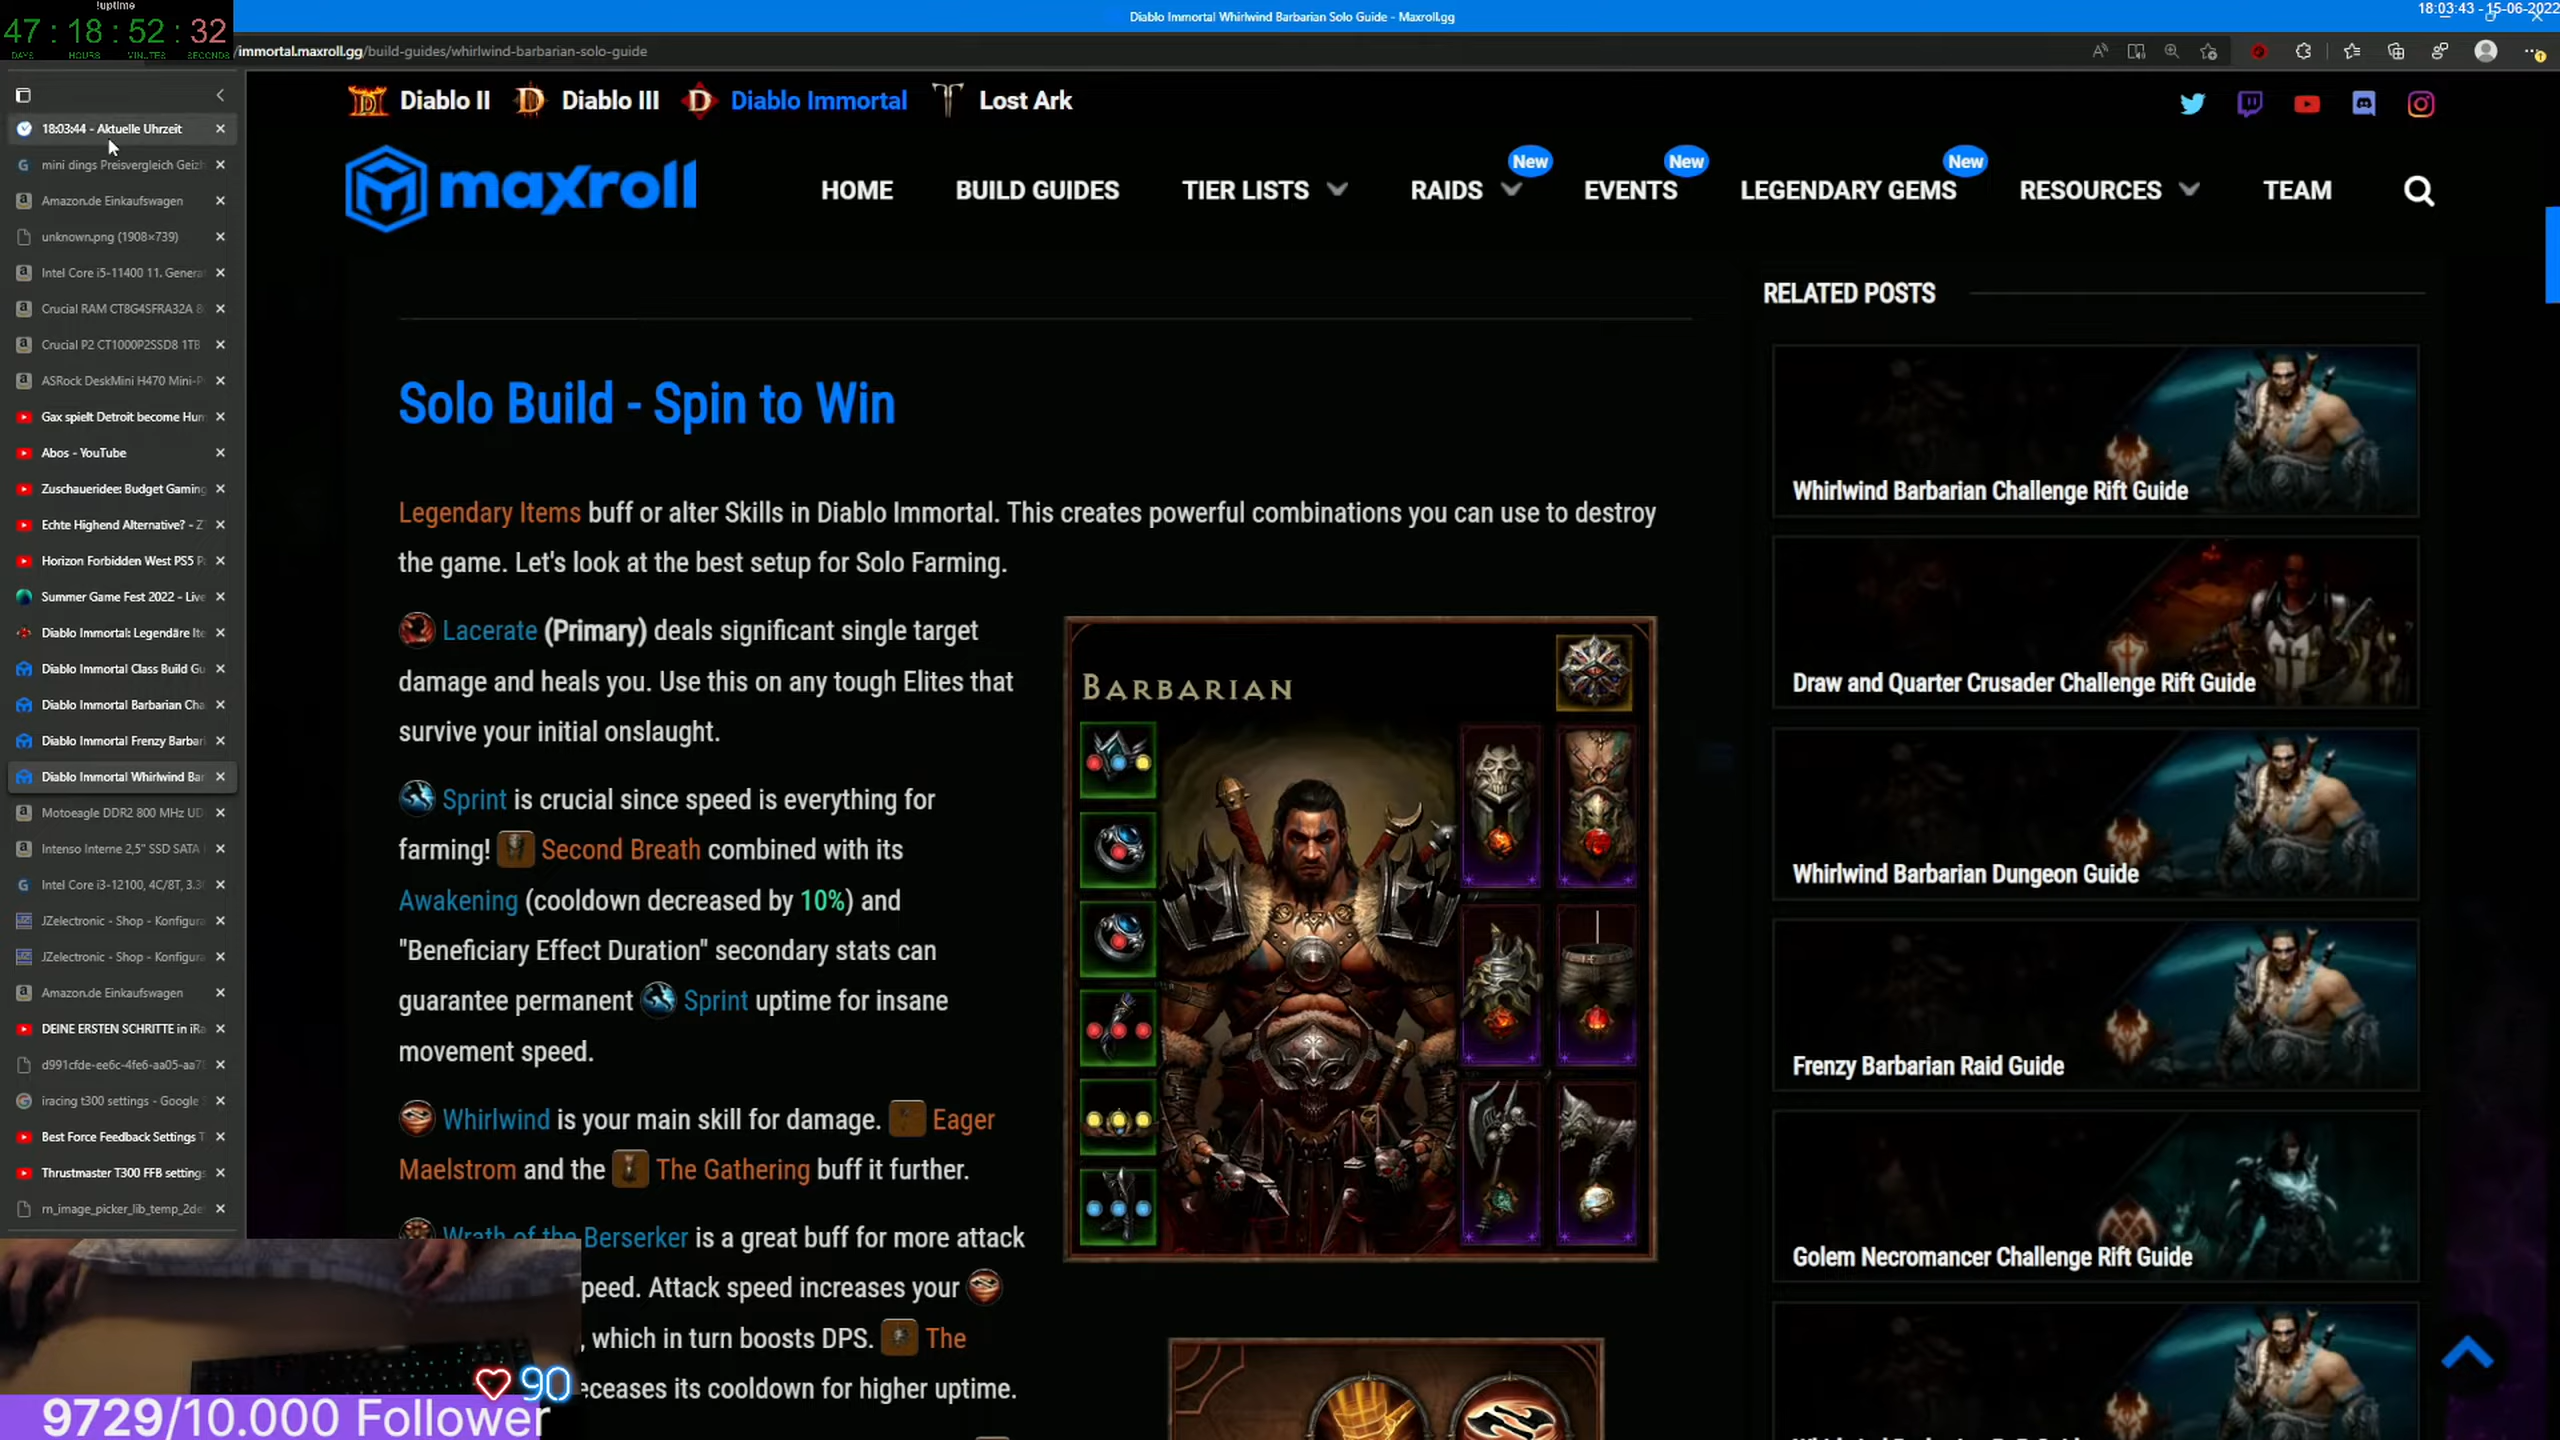 !uptime
47 : 18 : 52 : 32
DAYS HOURS MINUTES SECONDS
Diablo Immortal Whirlwind Barbarian Solo Guide - Maxroll.gg
18:03:43 - 15-06-2022
/immortal.maxroll.gg/build-guides/whirlwind-barbarian-solo-guide
18:03:44 - Aktuelle Uhrzeit
mini dings Preisvergleich Geizh
Amazon.de Einkaufswagen
unknown.png (1908×739)
Intel Core i5-11400 11. Genera
Crucial RAM CT8G4SFRA32A 8
Crucial P2 CT1000P2SSD8 1TB
ASRock DeskMini H470 Mini-P
Gax spielt Detroit become Hum
Abos - YouTube
Zuschaueridee: Budget Gaming
Echte Highend Alternative? - Z
Horizon Forbidden West PS5 P
Summer Game Fest 2022 - Live
Diablo Immortal: Legendäre Ite
Diablo Immortal Class Build Gu
Diablo Immortal Barbarian Cha
Diablo Immortal Frenzy Barbari
Diablo Immortal Whirlwind Bar
Motoeagle DDR2 800 MHz UD
Intenso Interne 2,5" SSD SATA
Intel Core i3-12100, 4C/8T, 3.3
JZelectronic - Shop - Konfigura
JZelectronic - Shop - Konfigura
Amazon.de Einkaufswagen
DEINE ERSTEN SCHRITTE in iRa
d991cfde-ee6c-4fe6-aa05-aa7
iracing t300 settings - Google S
Best Force Feedback Settings T
Thrustmaster T300 FFB settings
rn_image_picker_lib_temp_2de
Diablo II Diablo III Diablo Immortal Lost Ark
maxroll
HOME BUILD GUIDES TIER LISTS RAIDS New EVENTS New LEGENDARY GEMS New RESOURCES TEAM
Solo Build - Spin to Win
Legendary Items buff or alter Skills in Diablo Immortal. This creates powerful combinations you can use to destroy
the game. Let's look at the best setup for Solo Farming.
Lacerate (Primary) deals significant single target
damage and heals you. Use this on any tough Elites that
survive your initial onslaught.
Sprint is crucial since speed is everything for
farming! Second Breath combined with its
Awakening (cooldown decreased by 10%) and
"Beneficiary Effect Duration" secondary stats can
guarantee permanent Sprint uptime for insane
movement speed.
Whirlwind is your main skill for damage. Eager
Maelstrom and the The Gathering buff it further.
Wrath of the Berserker is a great buff for more attack
peed. Attack speed increases your
, which in turn boosts DPS. The
eceases its cooldown for higher uptime.
BARBARIAN
RELATED POSTS
Whirlwind Barbarian Challenge Rift Guide
Draw and Quarter Crusader Challenge Rift Guide
Whirlwind Barbarian Dungeon Guide
Frenzy Barbarian Raid Guide
Golem Necromancer Challenge Rift Guide
90
9729/10.000 Follower